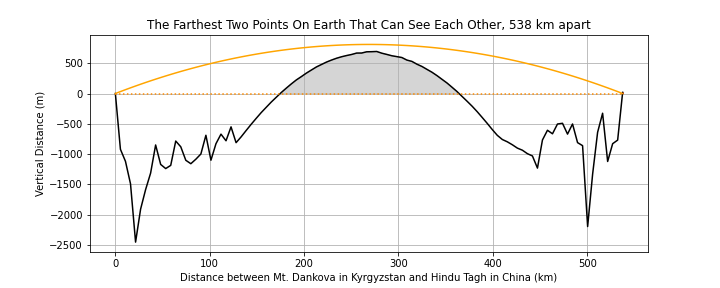 The Farthest Two Points On Earth That Can See Each Other, 538 km apart
Vertical Distance (m)
500
0
−500
−1000
−1500
−2000
−2500
0 100 200 300 400 500
Distance between Mt. Dankova in Kyrgyzstan and Hindu Tagh in China (km)